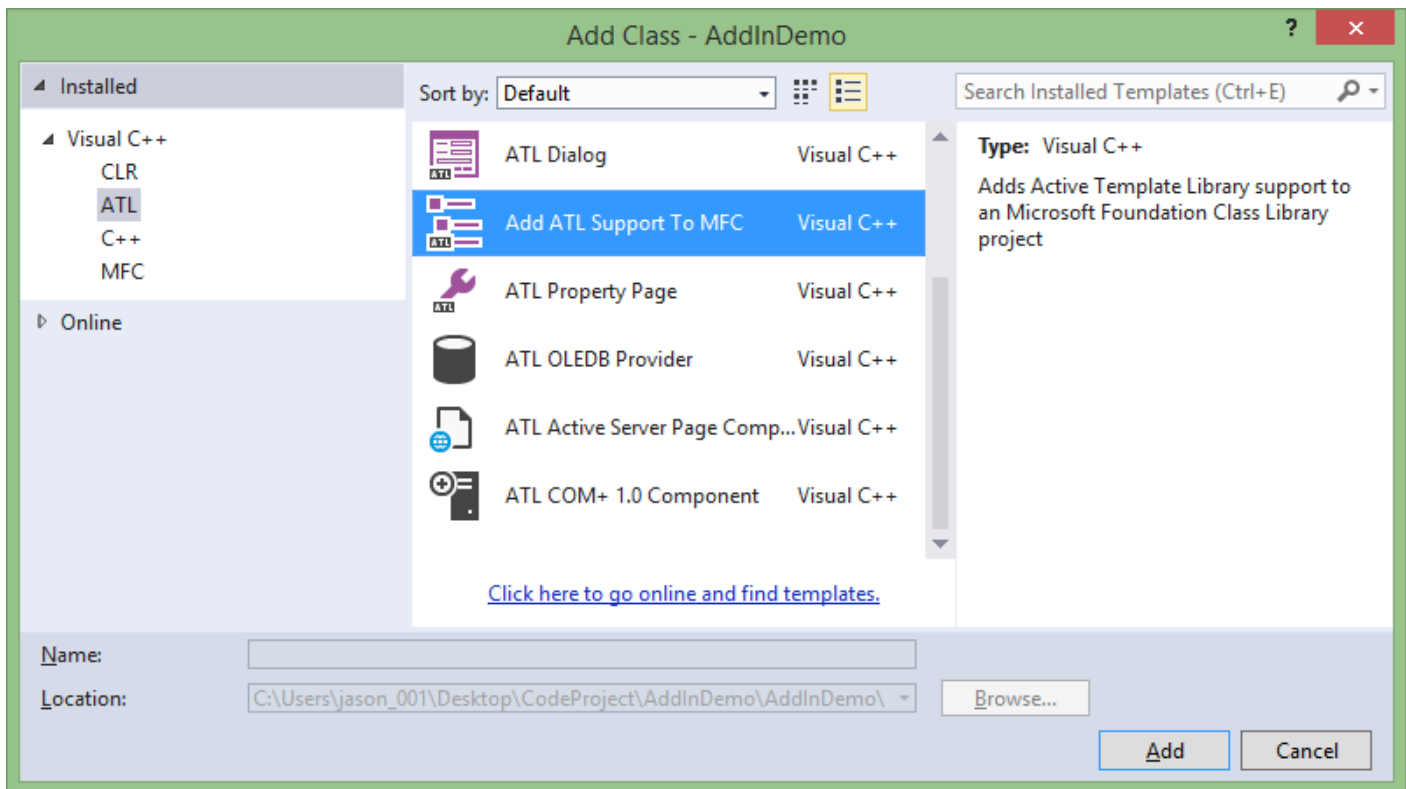 Add Class - AddInDemo
?
Installed
Visual C++
CLR
ATL
C++
MFC
Online
Sort by: Default
Search Installed Templates (Ctrl+E)
ATL Dialog Visual C++
ATL
Add ATL Support To MFC Visual C++
ATL
ATL Property Page Visual C++
ATL
ATL OLEDB Provider Visual C++
ATL Active Server Page Comp... Visual C++
ATL COM+ 1.0 Component Visual C++
Click here to go online and find templates.
Type: Visual C++
Adds Active Template Library support to
an Microsoft Foundation Class Library
project
Name:
Location: C:\Users\jason_001\Desktop\CodeProject\AddInDemo\AddInDemo\
Browse...
Add Cancel